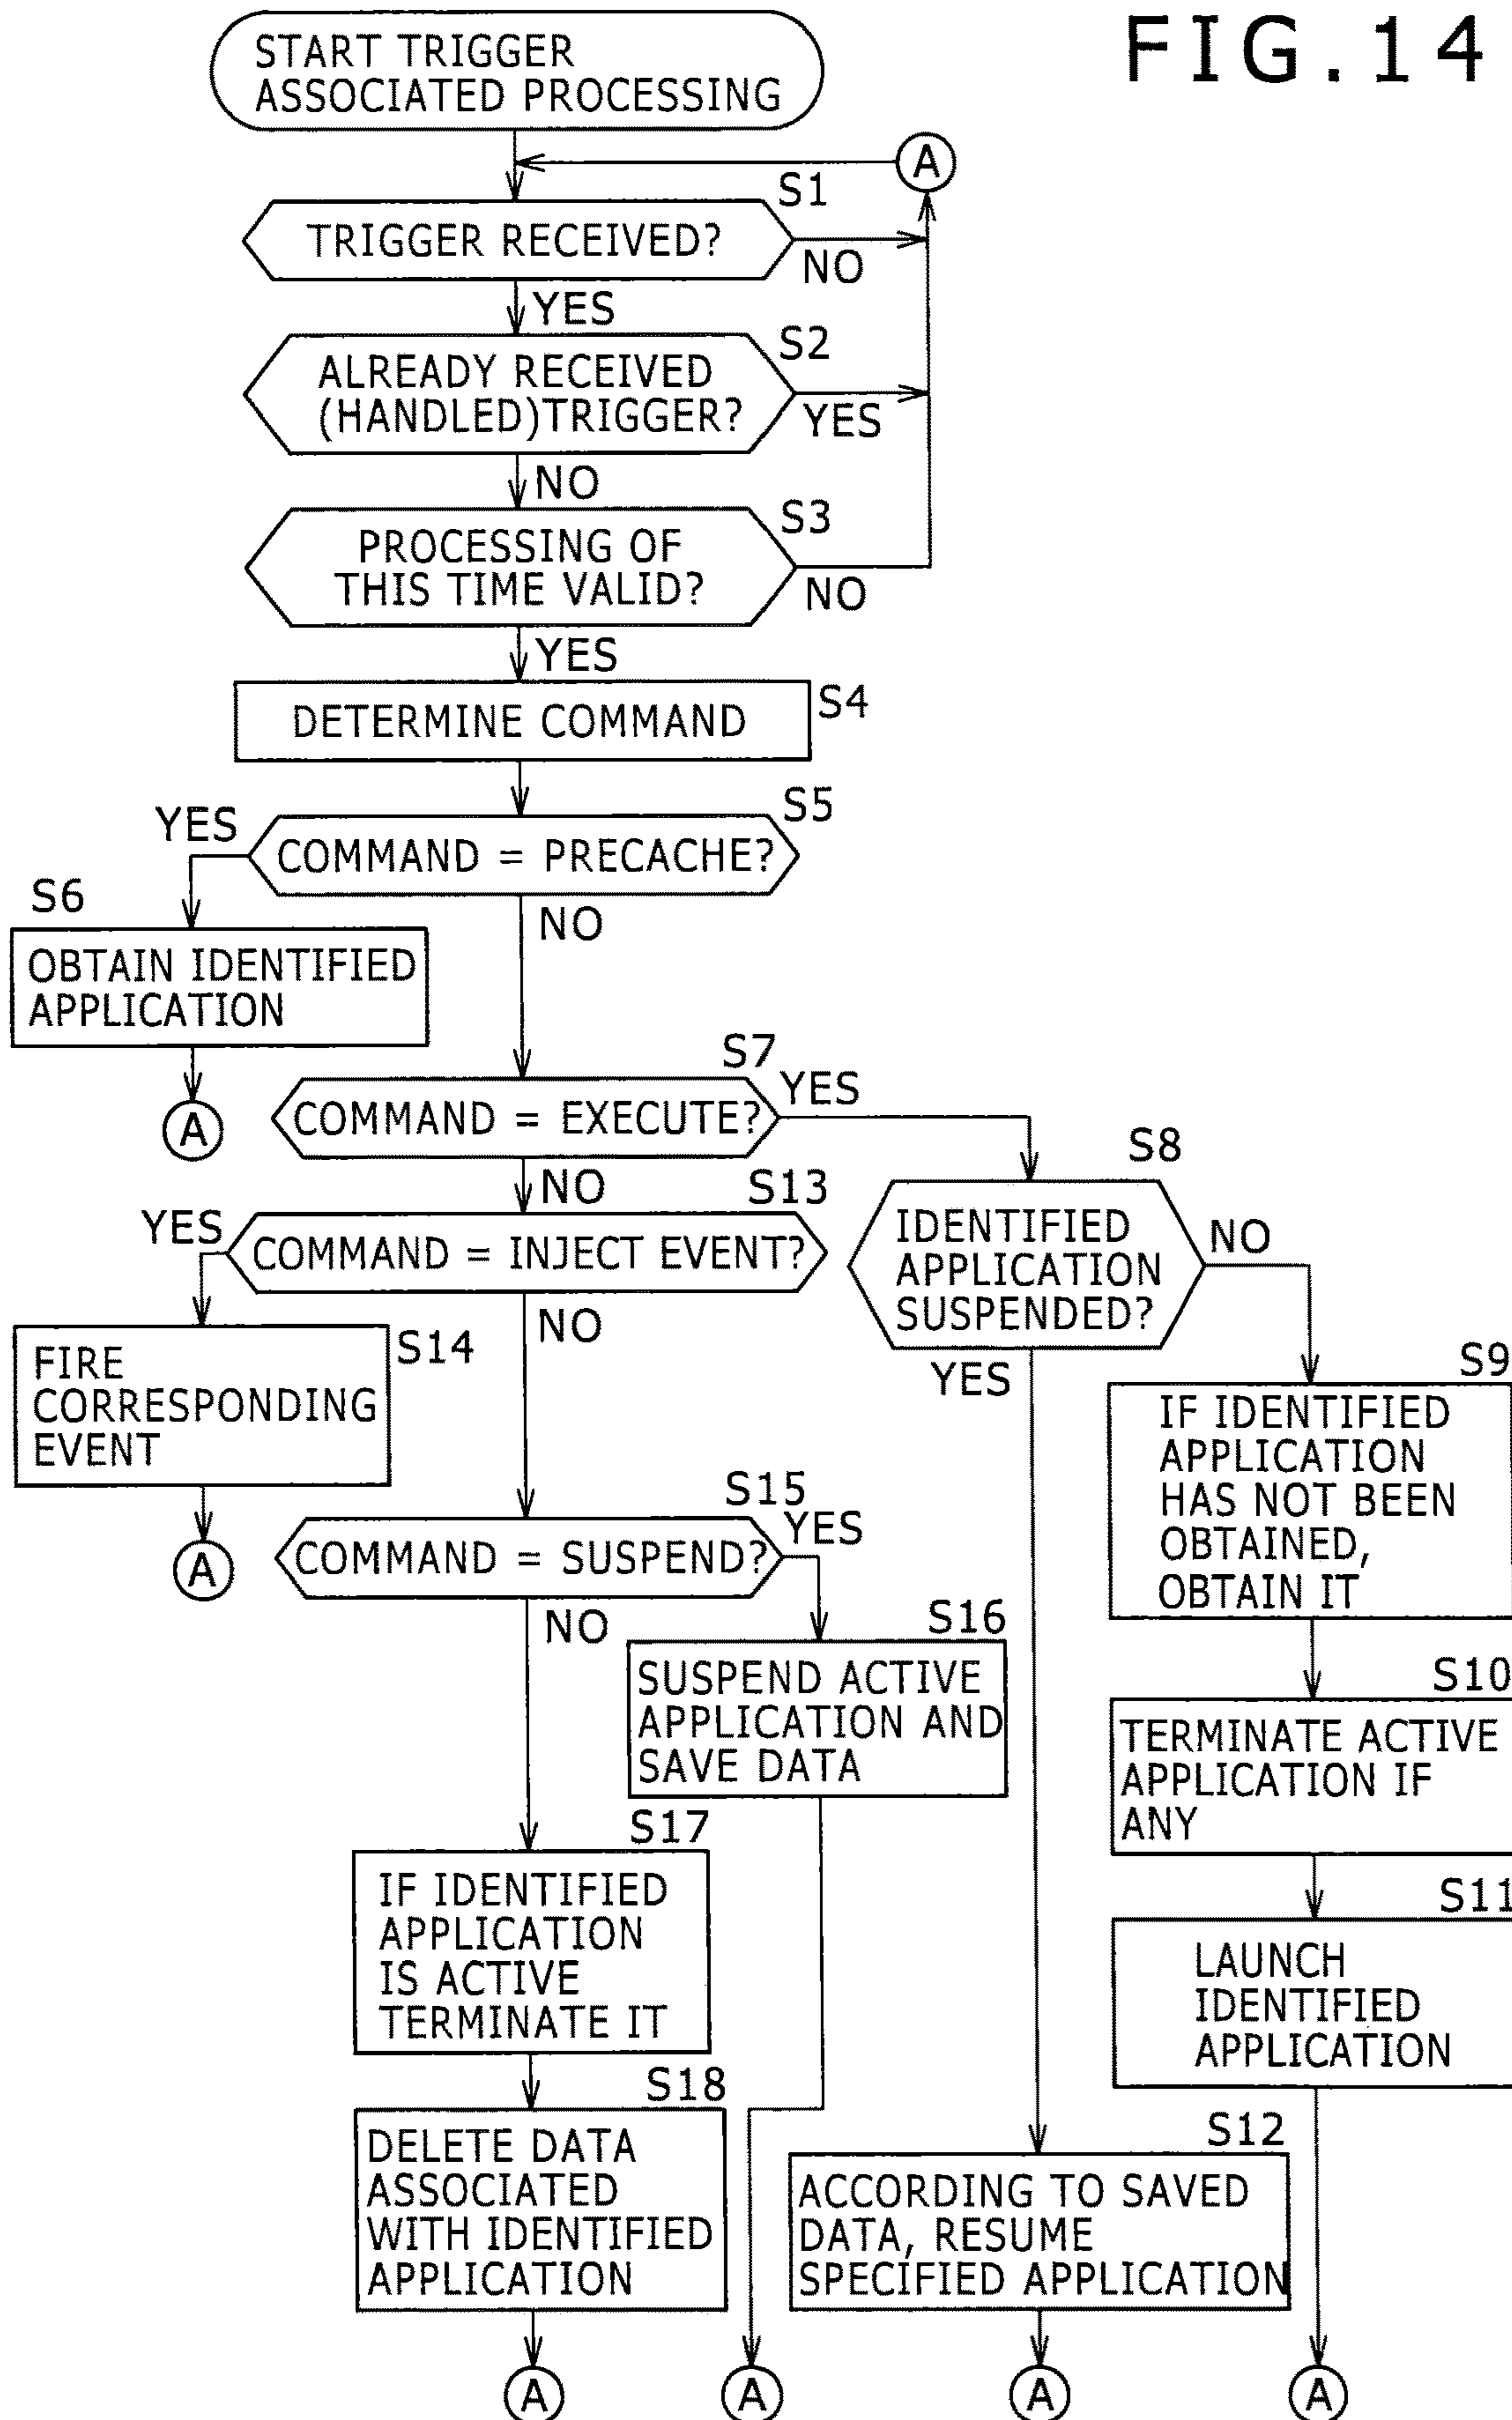 FIG.14
START TRIGGER
ASSOCIATED PROCESSING
A
S1
TRIGGER RECEIVED?
NO
YES
S2
ALREADY RECEIVED
(HANDLED)TRIGGER?
YES
NO
S3
PROCESSING OF
THIS TIME VALID?
NO
YES
S4
DETERMINE COMMAND
S5
YES
COMMAND = PRECACHE?
S6
NO
OBTAIN IDENTIFIED
APPLICATION
A
S7
YES
COMMAND = EXECUTE?
NO
S8
IDENTIFIED
APPLICATION
SUSPENDED?
NO
YES
S13
YES
COMMAND = INJECT EVENT?
NO
S14
FIRE
CORRESPONDING
EVENT
A
S9
IF IDENTIFIED
APPLICATION
HAS NOT BEEN
OBTAINED,
OBTAIN IT
S15
YES
COMMAND = SUSPEND?
NO
S16
SUSPEND ACTIVE
APPLICATION AND
SAVE DATA
S10
TERMINATE ACTIVE
APPLICATION IF
ANY
S17
IF IDENTIFIED
APPLICATION
IS ACTIVE
TERMINATE IT
S11
LAUNCH
IDENTIFIED
APPLICATION
S18
DELETE DATA
ASSOCIATED
WITH IDENTIFIED
APPLICATION
S12
ACCORDING TO SAVED
DATA, RESUME
SPECIFIED APPLICATION
A
A
A
A